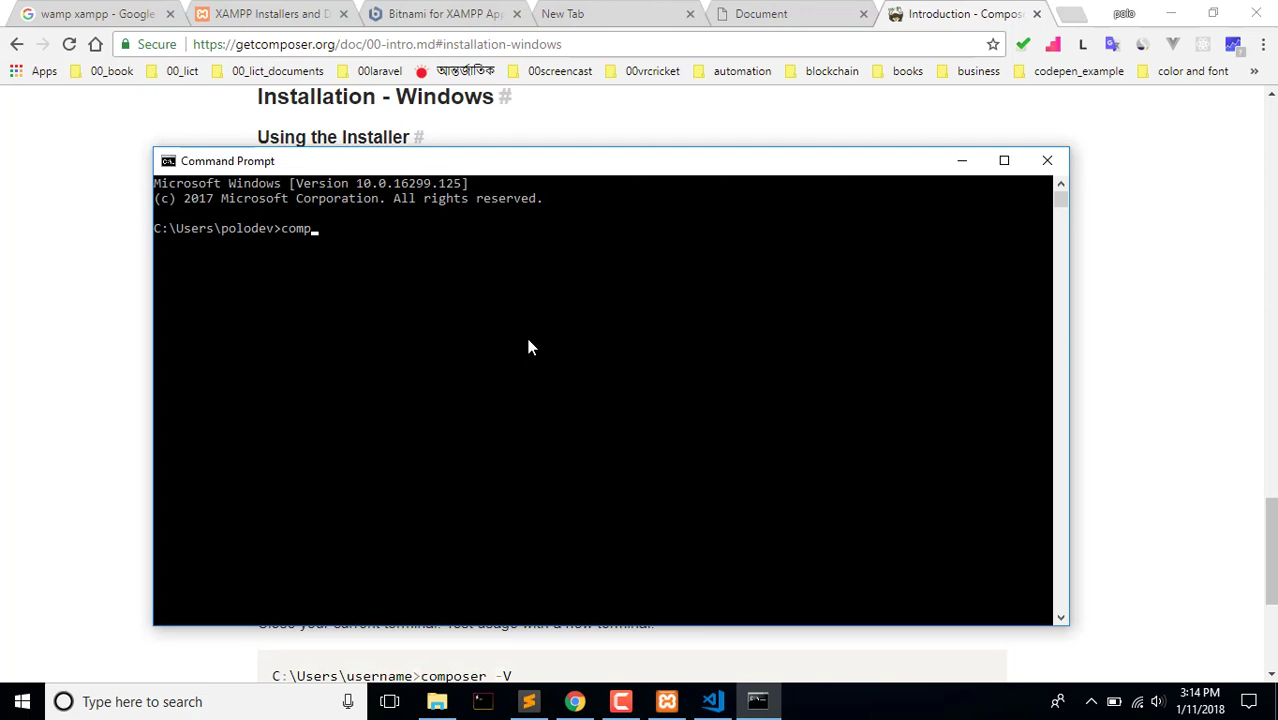 wamp xampp - Google
XAMPP Installers and D
Bitnami for XAMPP Ap
New Tab
Document
Introduction - Compose
polo
Secure
https://getcomposer.org/doc/00-intro.md#installation-windows
Apps
00_book
00_lict
00_lict_documents
00laravel
আন্তর্জাতিক
00screencast
00vrcricket
automation
blockchain
books
business
codepen_example
color and font
»
Installation - Windows #
Using the Installer #
Command Prompt
Microsoft Windows [Version 10.0.16299.125]
(c) 2017 Microsoft Corporation. All rights reserved.
C:\Users\polodev>comp_
Close your current terminal. Test usage with a new terminal:
C:\Users\username>composer -V
Type here to search
3:14 PM
1/11/2018